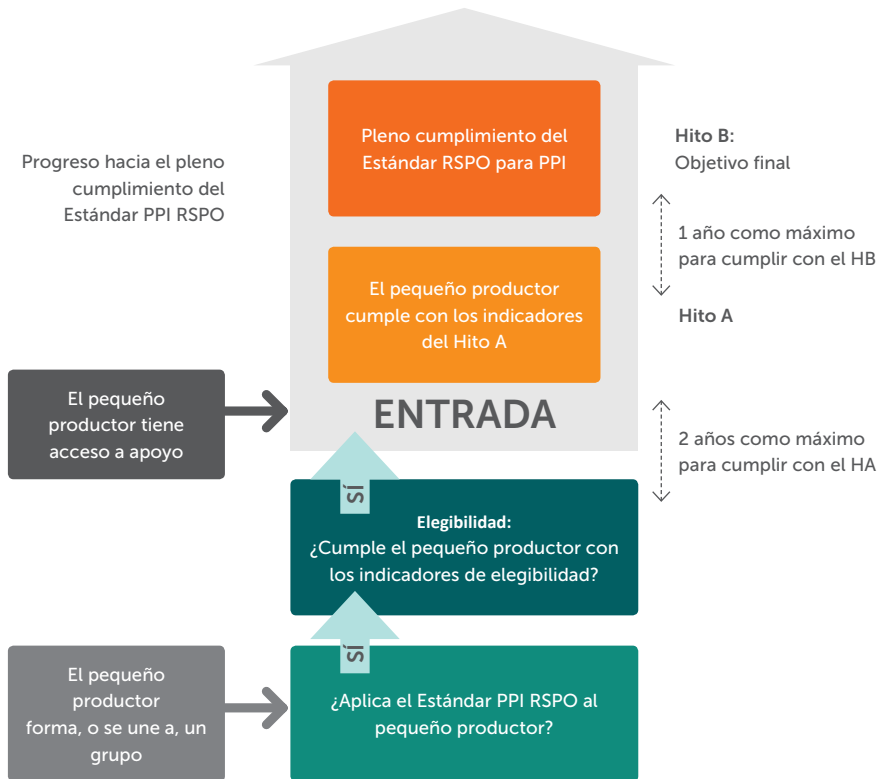 Pleno cumplimiento del
Estándar RSPO para PPI
Hito B:
Objetivo final
Progreso hacia el pleno
cumplimiento del
Estándar PPI RSPO
1 año como máximo
para cumplir con el HB
El pequeño productor
cumple con los indicadores
del Hito A
Hito A
El pequeño
productor tiene
acceso a apoyo
ENTRADA
2 años como máximo
para cumplir con el HA
SÍ
Elegibilidad:
¿Cumple el pequeño productor con
los indicadores de elegibilidad?
SÍ
El pequeño
productor
forma, o se une a, un
grupo
¿Aplica el Estándar PPI RSPO al
pequeño productor?